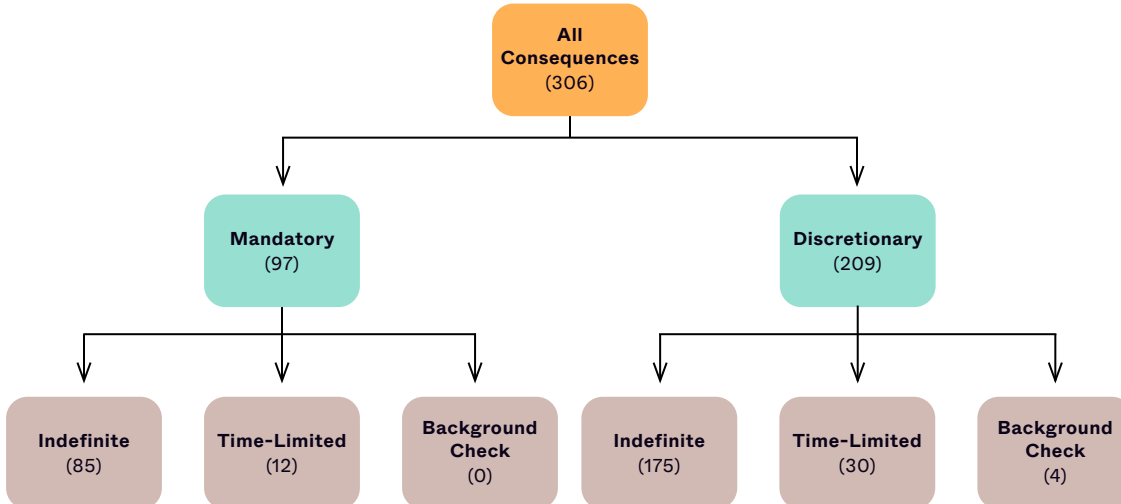 All
Consequences
(306)
Mandatory
(97)
Discretionary
(209)
Indefinite
(85)
Time-Limited
(12)
Background
Check
(0)
Indefinite
(175)
Time-Limited
(30)
Background
Check
(4)